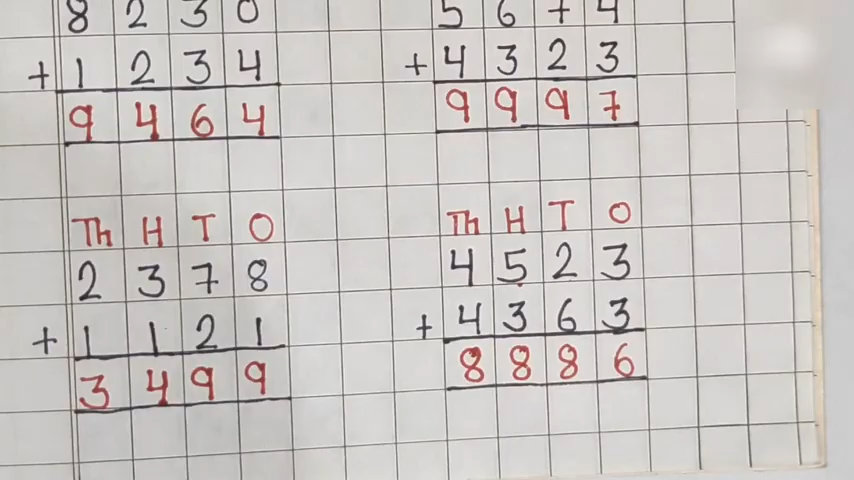 8 2 3 0
+ 1 2 3 4
9 4 6 4
5 6 7 4
+ 4 3 2 3
9 9 9 7
Th H T O
2 3 7 8
+ 1 1 2 1
3 4 9 9
Th H T O
4 5 2 3
+ 4 3 6 3
8 8 8 6